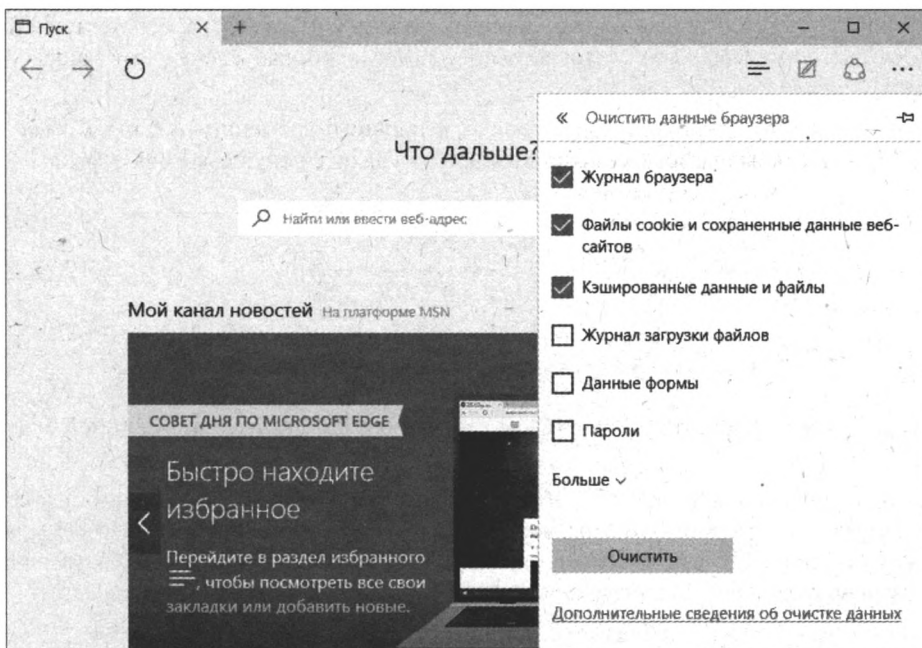 Пуск
Что дальше?
Найти или ввести веб-адрес
Мой канал новостей На платформе MSN
СОВЕТ ДНЯ ПО MICROSOFT EDGE
Быстро находите
избранное
Перейдите в раздел избранного
, чтобы посмотреть все свои
закладки или добавить новые.
Очистить данные браузера
Журнал браузера
Файлы cookie и сохраненные данные веб-
сайтов
Кэшированные данные и файлы
Журнал загрузки файлов
Данные формы
Пароли
Больше
Очистить
Дополнительные сведения об очистке данных